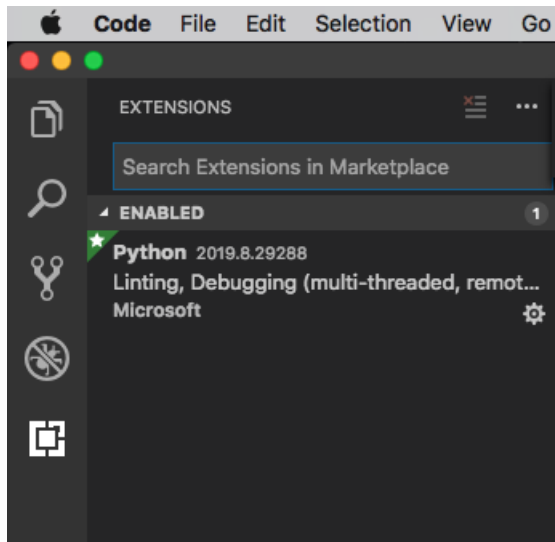 Code File Edit Selection View Go
EXTENSIONS
Search Extensions in Marketplace
ENABLED 1
Python 2019.8.29288
Linting, Debugging (multi-threaded, remot...
Microsoft